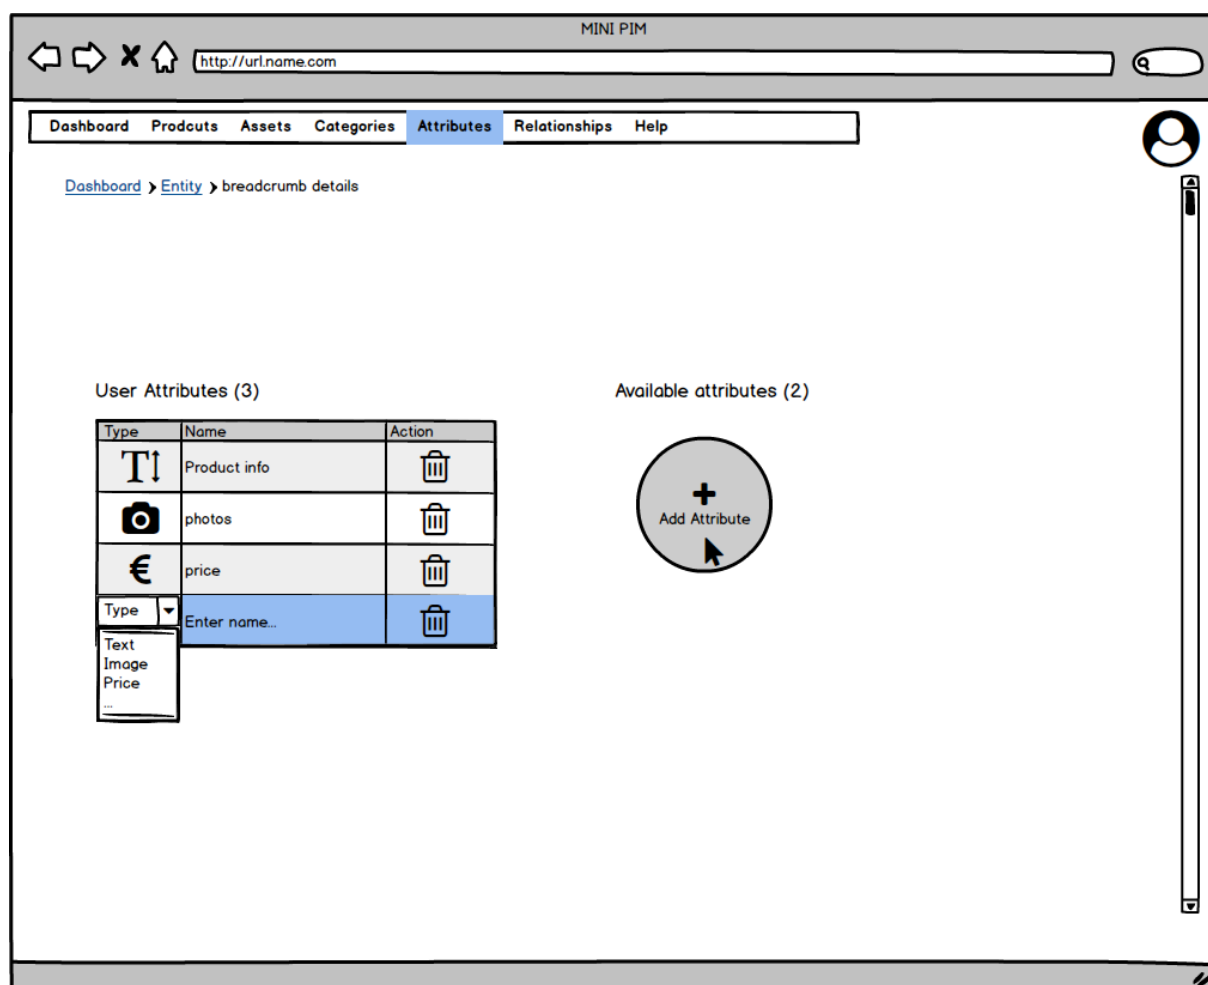 MINI PIM
http://url.name.com
Dashboard Prodcuts Assets Categories Attributes Relationships Help
Dashboard > Entity > breadcrumb details
User Attributes (3)
Available attributes (2)
Type Name Action
Product info
photos
price
Add Attribute
Type
Enter name...
Text
Image
Price
...